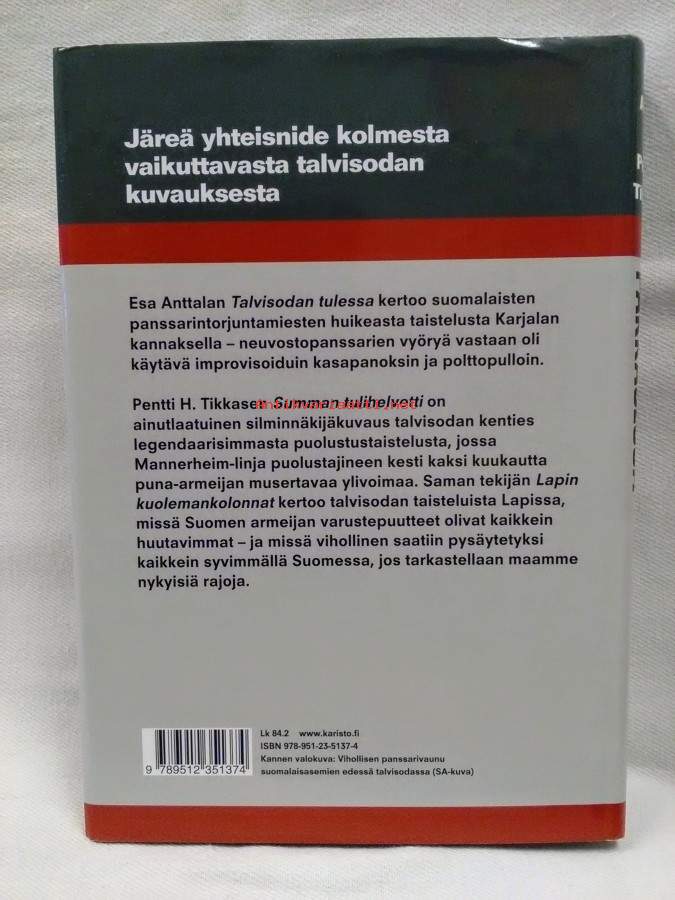 Järeä yhteisnide kolmesta
vaikuttavasta talvisodan
kuvauksesta
Esa Anttalan Talvisodan tulessa kertoo suomalaisten
panssarintorjuntamiesten huikeasta taistelusta Karjalan
kannaksella – neuvostopanssarien vyöryä vastaan oli
käytävä improvisoiduin kasapanoksin ja polttopulloin.
Pentti H. Tikkasen Summan tulihelvetti on
Antikvariaatti.net
ainutlaatuinen silminnäkijäkuvaus talvisodan kenties
legendaarisimmasta puolustustaistelusta, jossa
Mannerheim-linja puolustajineen kesti kaksi kuukautta
puna-armeijan musertavaa ylivoimaa. Saman tekijän Lapin
kuolemankolonnat kertoo talvisodan taisteluista Lapissa,
missä Suomen armeijan varustepuutteet olivat kaikkein
huutavimmat – ja missä vihollinen saatiin pysäytetyksi
kaikkein syvimmällä Suomessa, jos tarkastellaan maamme
nykyisiä rajoja.
Lk 84.2 www.karisto.fi
ISBN 978-951-23-5137-4
Kannen valokuva: Vihollisen panssarivaunu
suomalaisasemien edessä talvisodassa (SA-kuva)
9 789512 351374